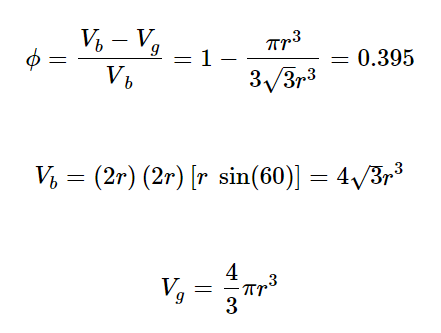 ϕ = (V_b − V_g) / V_b = 1 − πr³ / (3√3r³) = 0.395
V_b = (2r) (2r) [r sin(60)] = 4√3r³
V_g = 4/3 πr³